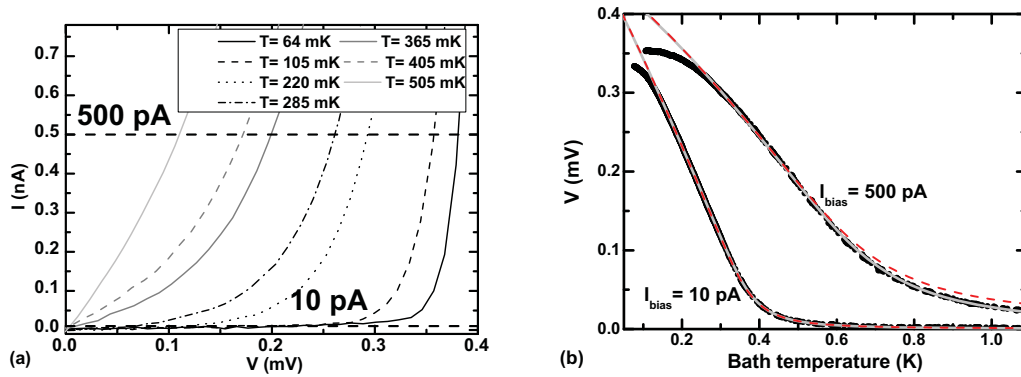 0.7
0.6
0.5
0.4
0.3
0.2
0.1
0.0
I (nA)
T= 64 mK
T= 365 mK
T= 105 mK
T= 405 mK
T= 220 mK
T= 505 mK
T= 285 mK
500 pA
10 pA
0.0 0.1 0.2 0.3 0.4
V (mV)
(a)
0.4
0.3
0.2
0.1
0.0
V (mV)
I bias = 500 pA
I bias = 10 pA
0.2 0.4 0.6 0.8 1.0
Bath temperature (K)
(b)